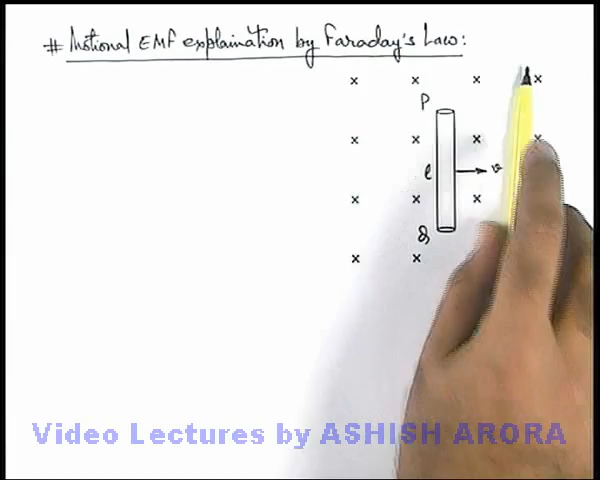 # Motional EMF explaination by Faraday's Law:
x x x x
P
x x x x
l v
x x x
Q
x x
Video Lectures by ASHISH ARORA